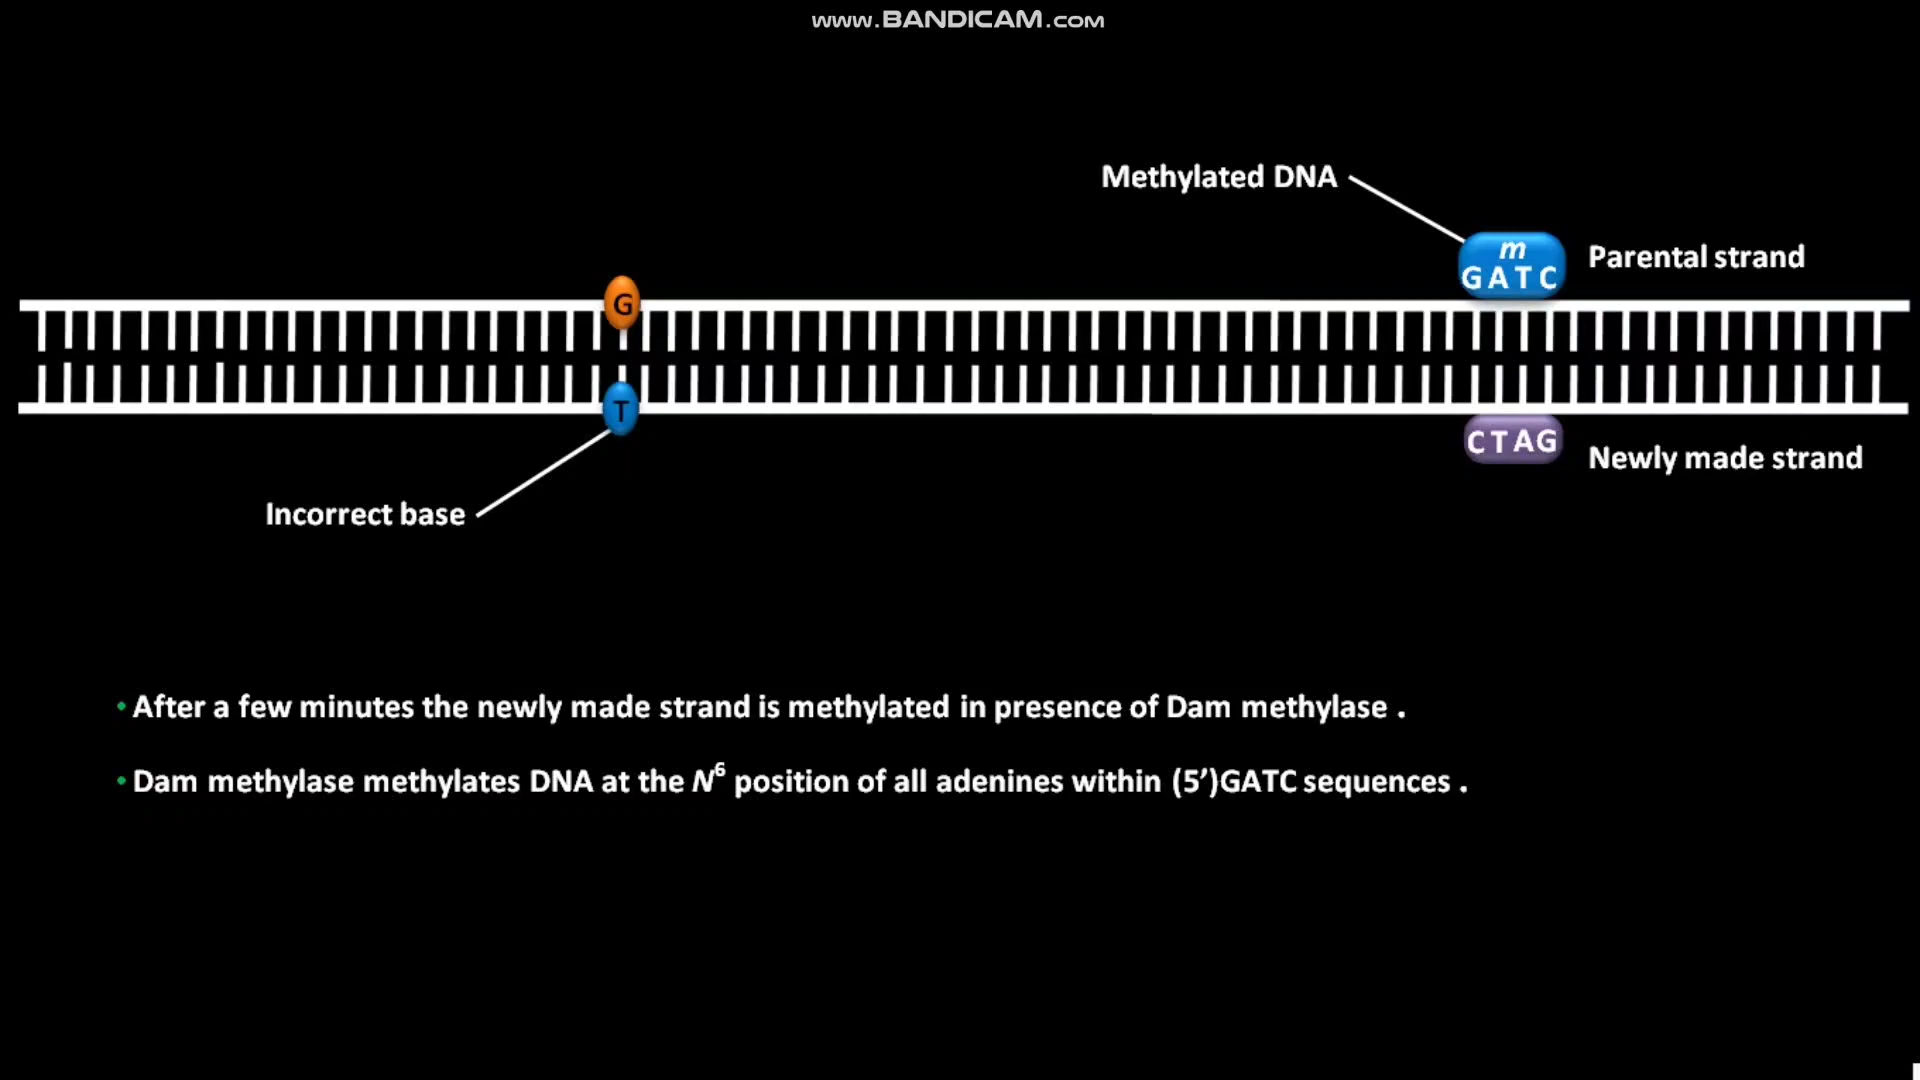 www.BANDICAM.com
Methylated DNA
m
GATC
Parental strand
G
T
CTAG
Newly made strand
Incorrect base
• After a few minutes the newly made strand is methylated in presence of Dam methylase .
• Dam methylase methylates DNA at the N⁶ position of all adenines within (5’)GATC sequences .